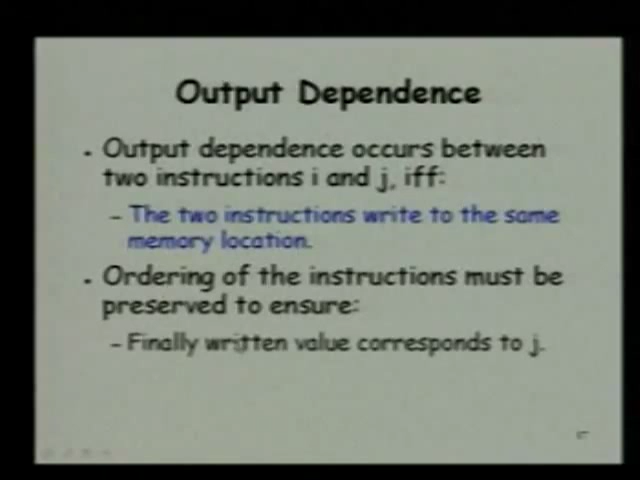 Output Dependence
• Output dependence occurs between
two instructions i and j, iff:
– The two instructions write to the same
memory location.
• Ordering of the instructions must be
preserved to ensure:
– Finally written value corresponds to j.